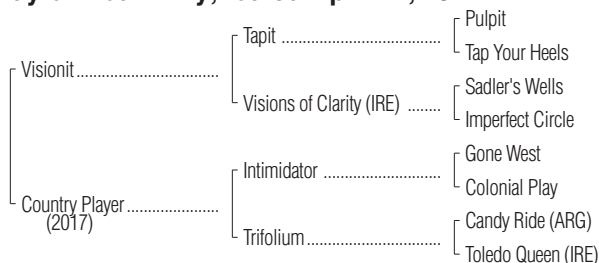 Tapit
Pulpit
Tap Your Heels
Visionit
Visions of Clarity (IRE)
Sadler's Wells
Imperfect Circle
Intimidator
Gone West
Colonial Play
Country Player
(2017)
Trifolium
Candy Ride (ARG)
Toledo Queen (IRE)